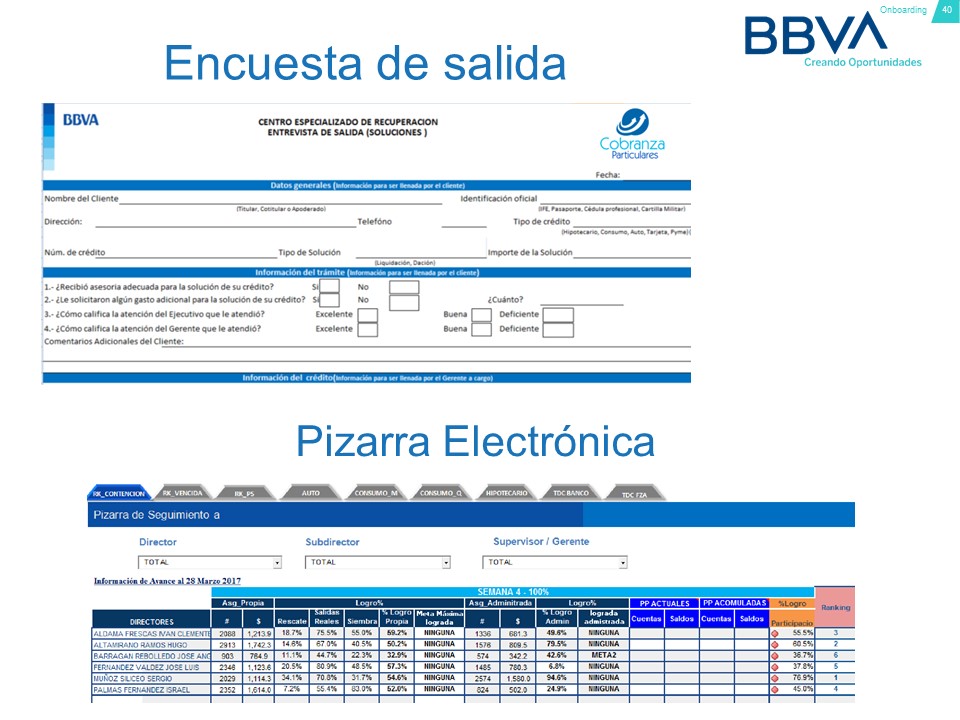 Onboarding 40
BBVA
Creando Oportunidades
Encuesta de salida
BBVA
CENTRO ESPECIALIZADO DE RECUPERACION
ENTREVISTA DE SALIDA (SOLUCIONES )
Cobranza
Particulares
Fecha:
Datos generales (Información para ser llenada por el cliente)
Nombre del Cliente Identificación oficial
(Titular, Cotitular o Apoderado) (IFE, Pasaporte, Cédula profesional, Cartilla Militar)
Dirección: Telefóno Tipo de crédito
(Hipotecario, Consumo, Auto, Tarjeta, Pyme)(
Núm. de crédito Tipo de Solución Importe de la Solución
(Liquidación, Dación)
Información del trámite (Información para ser llenada por el cliente)
1.- ¿Recibió asesoria adecuada para la solución de su crédito? Si No
2.- ¿Le solicitaron algún gasto adicional para la solución de su crédito? Si No ¿Cuánto?
3.- ¿Cómo califica la atención del Ejecutivo que le atendió? Excelente Buena Deficiente
4.- ¿Cómo califica la atención del Gerente que le atendió? Excelente Buena Deficiente
Comentarios Adicionales del Cliente:
Información del crédito(Información para ser llenada por el Gerente a cargo)
Pizarra Electrónica
RK_CONTENCION RK_VENCIDA RK_PS AUTO CONSUMO_M CONSUMO_Q HIPOTECARIO TDC BANCO TDC FZA
Pizarra de Seguimiento a
Director Subdirector Supervisor / Gerente
TOTAL TOTAL TOTAL
Información de Avance al 28 Marzo 2017
SEMANA 4 - 100%
Asg_Propia Logro% Asg_Adminitrada Logro% PP ACTUALES PP ACOMULADAS %Logro Ranking
DIRECTORES # $ Rescate Salidas Reales Siembra % Logro Propia Meta Máxima lograda # $ % Logro Admin lograda admistrada Cuentas Saldos Cuentas Saldos Participacio
ALDAMA FRESCAS IVAN CLEMENTE 2088 1,213.9 18.7% 75.5% 55.0% 69.2% NINGUNA 1336 681.3 49.6% NINGUNA 55.5% 3
ALTAMIRANO RAMOS HUGO 2913 1,742.3 14.6% 67.0% 40.5% 50.2% NINGUNA 1576 809.5 79.5% NINGUNA 60.5% 2
BARRAGAN REBOLLEDO JOSE ANG 903 764.9 11.1% 44.7% 22.3% 32.9% NINGUNA 574 342.2 42.6% META2 36.7% 6
FERNANDEZ VALDEZ JOSE LUIS 2346 1,123.6 20.5% 80.9% 48.5% 57.3% NINGUNA 1485 780.3 6.8% NINGUNA 37.8% 5
MUÑOZ SILICEO SERGIO 2029 1,114.3 34.1% 70.8% 31.7% 54.6% NINGUNA 2574 1,580.0 94.6% NINGUNA 76.9% 1
PALMAS FERNANDEZ ISRAEL 2352 1,614.0 7.2% 55.4% 83.0% 52.0% NINGUNA 824 502.0 24.9% NINGUNA 45.0% 4